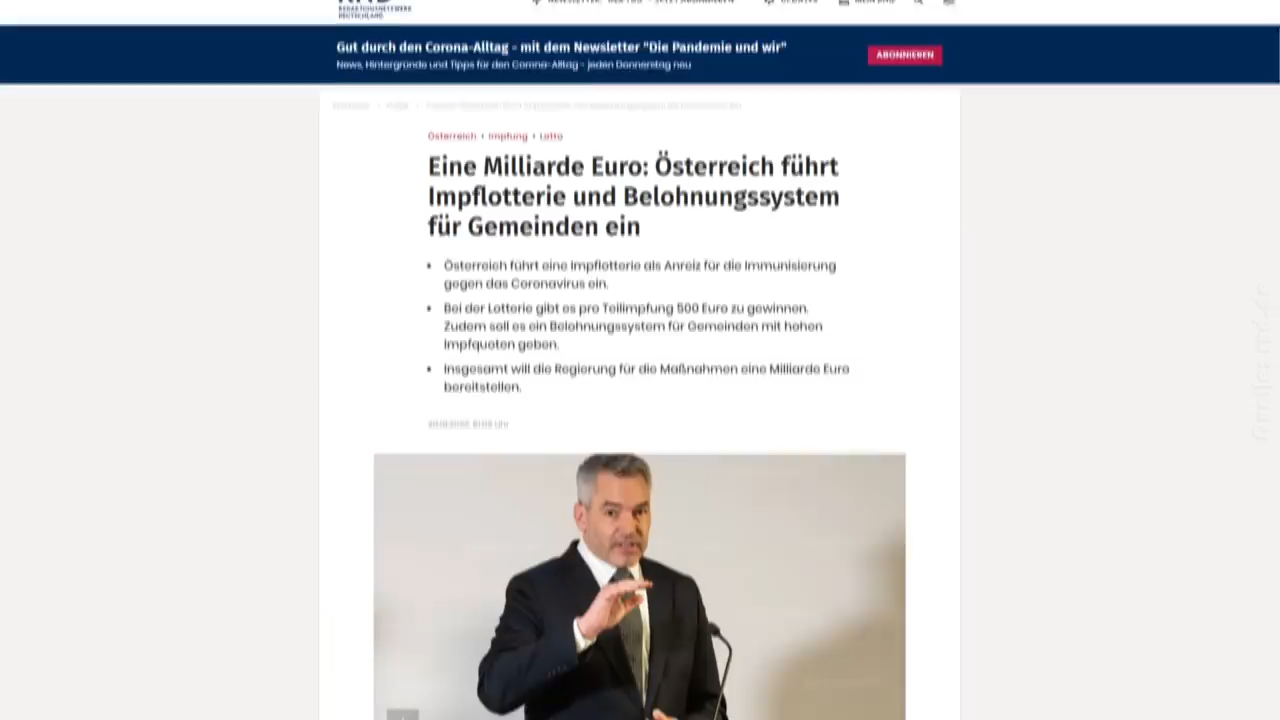 REDAKTIONSNETZWERK
DEUTSCHLAND
Gut durch den Corona-Alltag - mit dem Newsletter "Die Pandemie und wir"
News, Hintergründe und Tipps für den Corona-Alltag - jeden Donnerstag neu
ABONNIEREN
Österreich • Impfung • Lotto
Eine Milliarde Euro: Österreich führt
Impflotterie und Belohnungssystem
für Gemeinden ein
• Österreich führt eine Impflotterie als Anreiz für die Immunisierung
gegen das Coronavirus ein.
• Bei der Lotterie gibt es pro Teilimpfung 500 Euro zu gewinnen.
Zudem soll es ein Belohnungssystem für Gemeinden mit hohen
Impfquoten geben.
• Insgesamt will die Regierung für die Maßnahmen eine Milliarde Euro
bereitstellen.